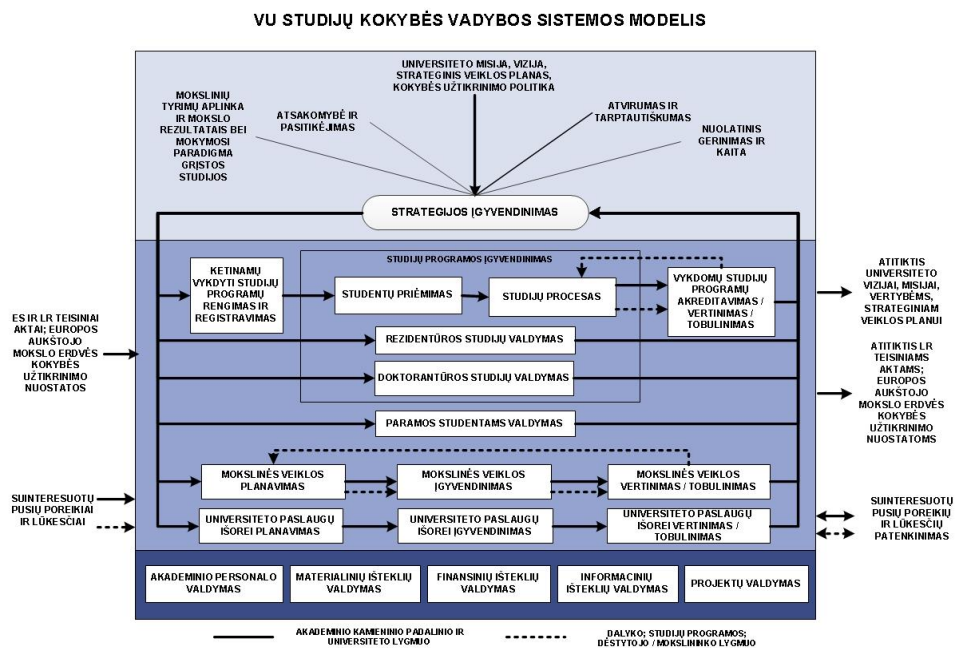 VU STUDIJŲ KOKYBĖS VADYBOS SISTEMOS MODELIS
UNIVERSITETO MISIJA, VIZIJA,
STRATEGINIS VEIKLOS PLANAS,
KOKYBĖS UŽTIKRINIMO POLITIKA
MOKSLINIŲ
TYRIMŲ APLINKA
IR MOKSLO
REZULTATAIS BEI
MOKYMOSI
PARADIGMA
GRĮSTOS
STUDIJOS
ATSAKOMYBĖ IR
PASITIKĖJIMAS
ATVIRUMAS IR
TARPTAUTIŠKUMAS
NUOLATINIS
GERINIMAS IR
KAITA
STRATEGIJOS ĮGYVENDINIMAS
STUDIJŲ PROGRAMOS ĮGYVENDINIMAS
KETINAMŲ
VYKDYTI STUDIJŲ
PROGRAMŲ
RENGIMAS IR
REGISTRAVIMAS
STUDENTŲ PRIĖMIMAS
STUDIJŲ PROCESAS
VYKDOMŲ STUDIJŲ
PROGRAMŲ
AKREDITAVIMAS /
VERTINIMAS /
TOBULINIMAS
REZIDENTŪROS STUDIJŲ VALDYMAS
DOKTORANTŪROS STUDIJŲ VALDYMAS
PARAMOS STUDENTAMS VALDYMAS
MOKSLINĖS VEIKLOS
PLANAVIMAS
MOKSLINĖS VEIKLOS
ĮGYVENDINIMAS
MOKSLINĖS VEIKLOS
VERTINIMAS / TOBULINIMAS
UNIVERSITETO PASLAUGŲ
IŠOREI PLANAVIMAS
UNIVERSITETO PASLAUGŲ
IŠOREI ĮGYVENDINIMAS
UNIVERSITETO PASLAUGŲ
IŠOREI VERTINIMAS /
TOBULINIMAS
ES IR LR TEISINIAI
AKTAI; EUROPOS
AUKŠTOJO
MOKSLO ERDVĖS
KOKYBĖS
UŽTIKRINIMO
NUOSTATOS
SUINTERESUOTŲ
PUSIŲ POREIKIAI
IR LŪKESČIAI
ATITIKTIS
UNIVERSITETO
VIZIJAI, MISIJAI,
VERTYBĖMS,
STRATEGINIAM
VEIKLOS PLANUI
ATITIKTIS LR
TEISINIAMS
AKTAMS;
EUROPOS
AUKŠTOJO
MOKSLO ERDVĖS
KOKYBĖS
UŽTIKRINIMO
NUOSTATOMS
SUINTERESUOTŲ
PUSIŲ POREIKIŲ
IR LŪKESČIŲ
PATENKINIMAS
AKADEMINIO PERSONALO
VALDYMAS
MATERIALINIŲ IŠTEKLIŲ
VALDYMAS
FINANSINIŲ IŠTEKLIŲ
VALDYMAS
INFORMACINIŲ
IŠTEKLIŲ VALDYMAS
PROJEKTŲ VALDYMAS
AKADEMINIO KAMIENINIO PADALINIO IR
UNIVERSITETO LYGMUO
DALYKO; STUDIJŲ PROGRAMOS;
DĖSTYTOJO / MOKSLININKO LYGMUO